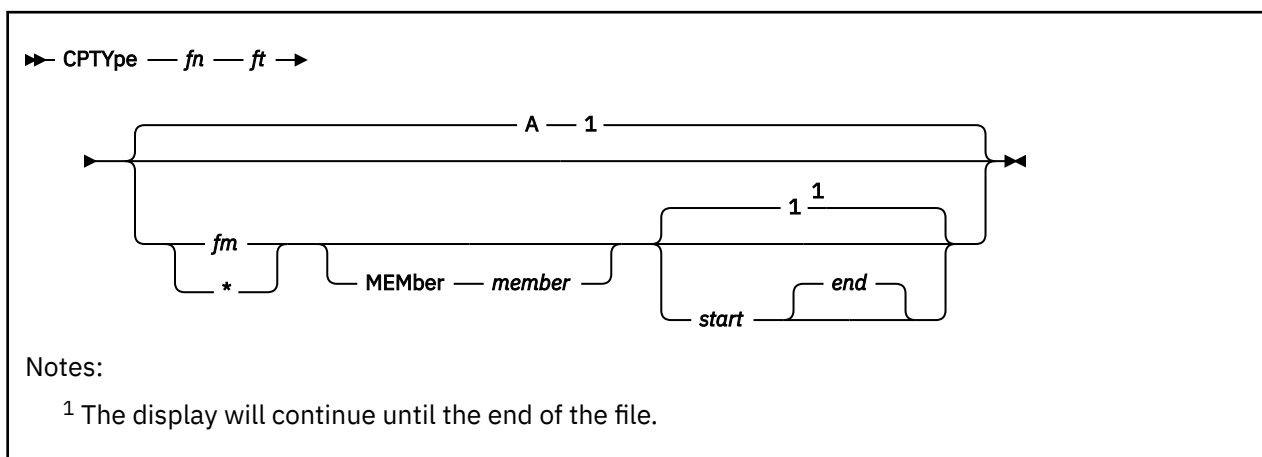 CPTYpe fn ft
A 1
1 1
fm
*
MEMber member
end
start
Notes:
1 The display will continue until the end of the file.